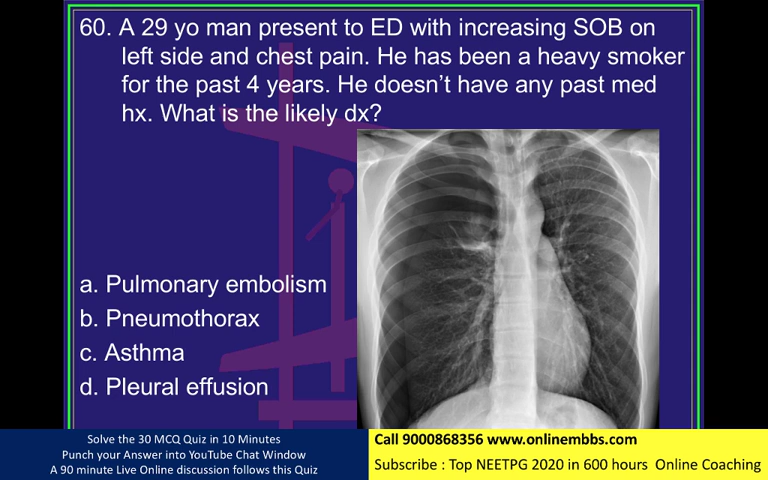 60. A 29 yo man present to ED with increasing SOB on
left side and chest pain. He has been a heavy smoker
for the past 4 years. He doesn't have any past med
hx. What is the likely dx?
a. Pulmonary embolism
b. Pneumothorax
c. Asthma
d. Pleural effusion
Solve the 30 MCQ Quiz in 10 Minutes
Punch your Answer into YouTube Chat Window
A 90 minute Live Online discussion follows this Quiz
Call 9000868356 www.onlinembbs.com
Subscribe : Top NEETPG 2020 in 600 hours Online Coaching